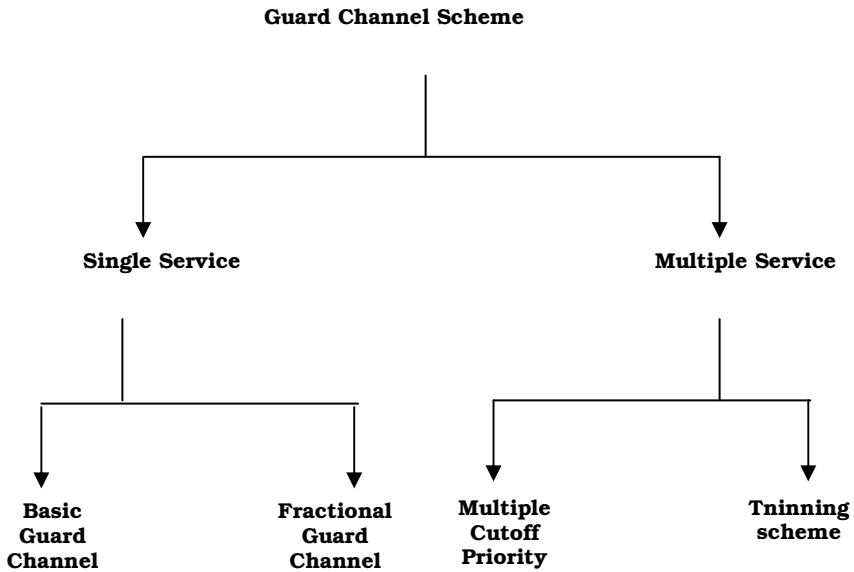 Guard Channel Scheme
Single Service
Multiple Service
Basic
Guard
Channel
Fractional
Guard
Channel
Multiple
Cutoff
Priority
Tninning
scheme